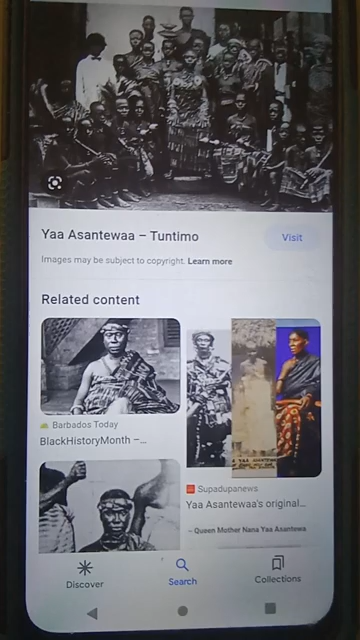 Yaa Asantewaa – Tuntimo
Visit
Images may be subject to copyright. Learn more
Related content
Barbados Today
BlackHistoryMonth –...
Supadupanews
Yaa Asantewaa's original...
– Queen Mother Nana Yaa Asantewa
Discover
Search
Collections